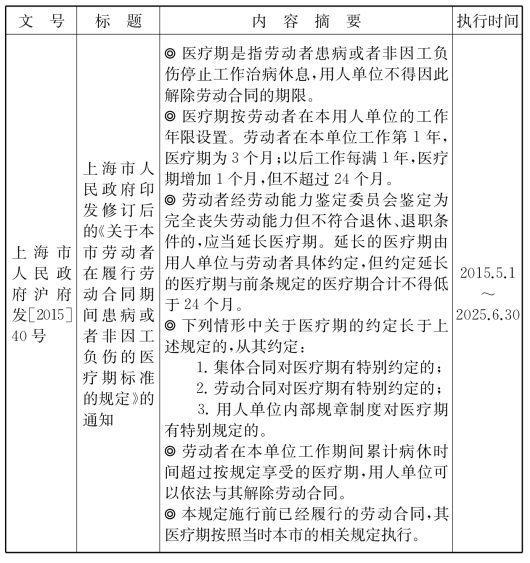 文 号 标 题 内 容 摘 要 执行时间
上海市
人民政
府沪府
发[2015]
40号
上海市人
民政府印
发修订后
的《关于本
市劳动者
在履行劳
动合同期
间患病或
者非因工
负伤的医
疗期标准
的规定》的
通知
◎ 医疗期是指劳动者患病或者非因工负
伤停止工作治病休息,用人单位不得因此
解除劳动合同的期限。
◎ 医疗期按劳动者在本用人单位的工作
年限设置。劳动者在本单位工作第1年,
医疗期为3个月;以后工作每满1年,医疗
期增加1个月,但不超过24个月。
◎ 劳动者经劳动能力鉴定委员会鉴定为
完全丧失劳动能力但不符合退休、退职条
件的,应当延长医疗期。延长的医疗期由
用人单位与劳动者具体约定,但约定延长
的医疗期与前条规定的医疗期合计不得低
于24个月。
◎ 下列情形中关于医疗期的约定长于上
述规定的,从其约定:
1. 集体合同对医疗期有特别约定的;
2. 劳动合同对医疗期有特别约定的;
3. 用人单位内部规章制度对医疗期
有特别规定的。
◎ 劳动者在本单位工作期间累计病休时
间超过按规定享受的医疗期,用人单位可
以依法与其解除劳动合同。
◎ 本规定施行前已经履行的劳动合同,其
医疗期按照当时本市的相关规定执行。
2015.5.1
~
2025.6.30